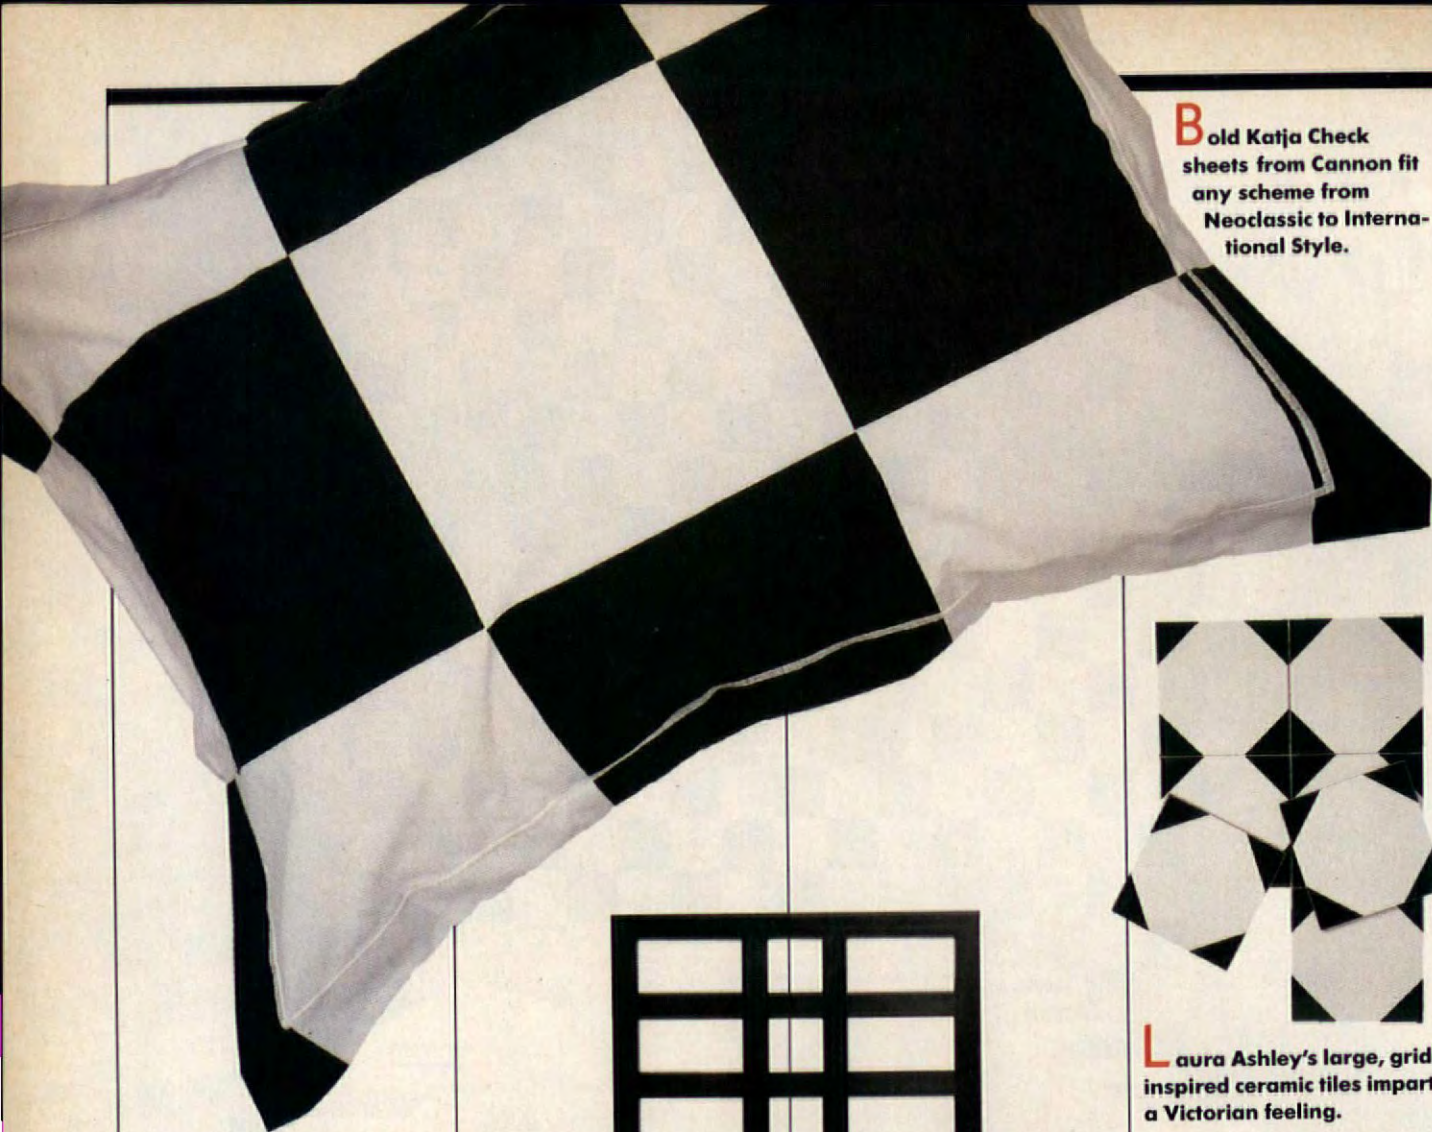 Bold Katja Check
sheets from Cannon fit
any scheme from
Neoclassic to Interna-
tional Style.
Laura Ashley's large, grid
inspired ceramic tiles impart
a Victorian feeling.